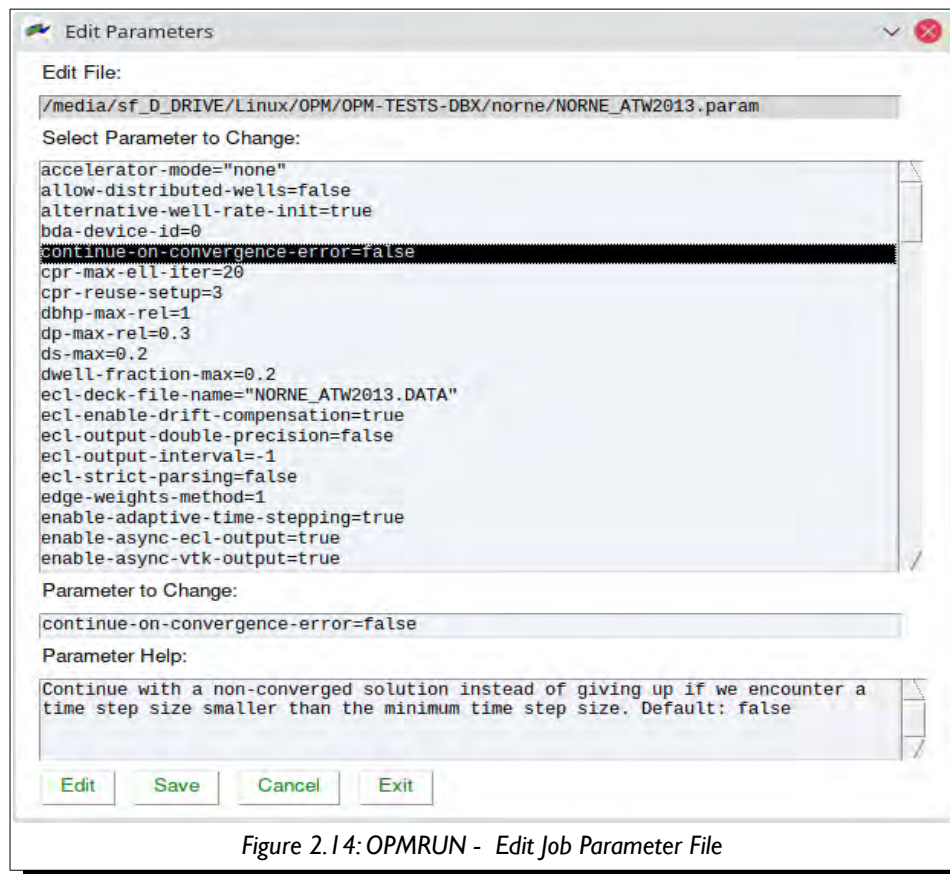 Edit Parameters
Edit File:
/media/sf_D_DRIVE/Linux/OPM/OPM-TESTS-DBX/norne/NORNE_ATW2013.param
Select Parameter to Change:
accelerator-mode="none"
allow-distributed-wells=false
alternative-well-rate-init=true
bda-device-id=0
continue-on-convergence-error=false
cpr-max-ell-iter=20
cpr-reuse-setup=3
dbhp-max-rel=1
dp-max-rel=0.3
ds-max=0.2
dwell-fraction-max=0.2
ecl-deck-file-name="NORNE_ATW2013.DATA"
ecl-enable-drift-compensation=true
ecl-output-double-precision=false
ecl-output-interval=-1
ecl-strict-parsing=false
edge-weights-method=1
enable-adaptive-time-stepping=true
enable-async-ecl-output=true
enable-async-vtk-output=true
Parameter to Change:
continue-on-convergence-error=false
Parameter Help:
Continue with a non-converged solution instead of giving up if we encounter a
time step size smaller than the minimum time step size. Default: false
Edit Save Cancel Exit
Figure 2.14: OPMRUN - Edit Job Parameter File